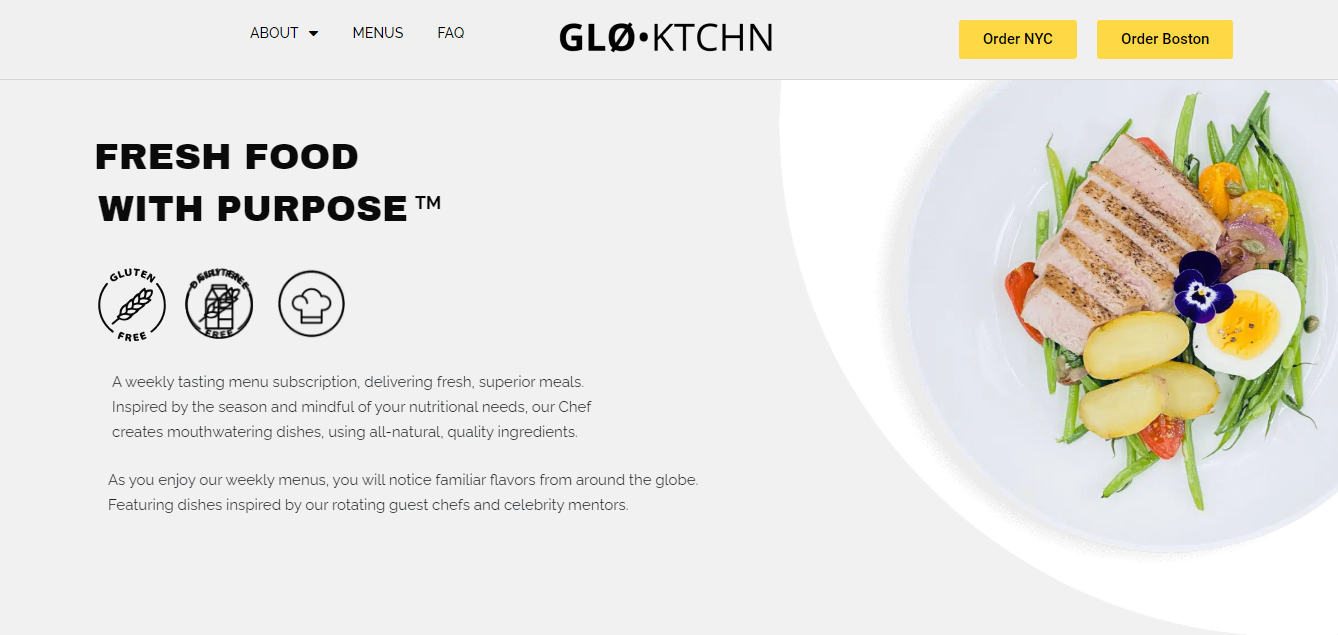 ABOUT MENUS FAQ
GLØ•KTCHN
Order NYC Order Boston
FRESH FOOD
WITH PURPOSE™
GLUTEN
FREE
FREE
A weekly tasting menu subscription, delivering fresh, superior meals.
Inspired by the season and mindful of your nutritional needs, our Chef
creates mouthwatering dishes, using all-natural, quality ingredients.
As you enjoy our weekly menus, you will notice familiar flavors from around the globe.
Featuring dishes inspired by our rotating guest chefs and celebrity mentors.